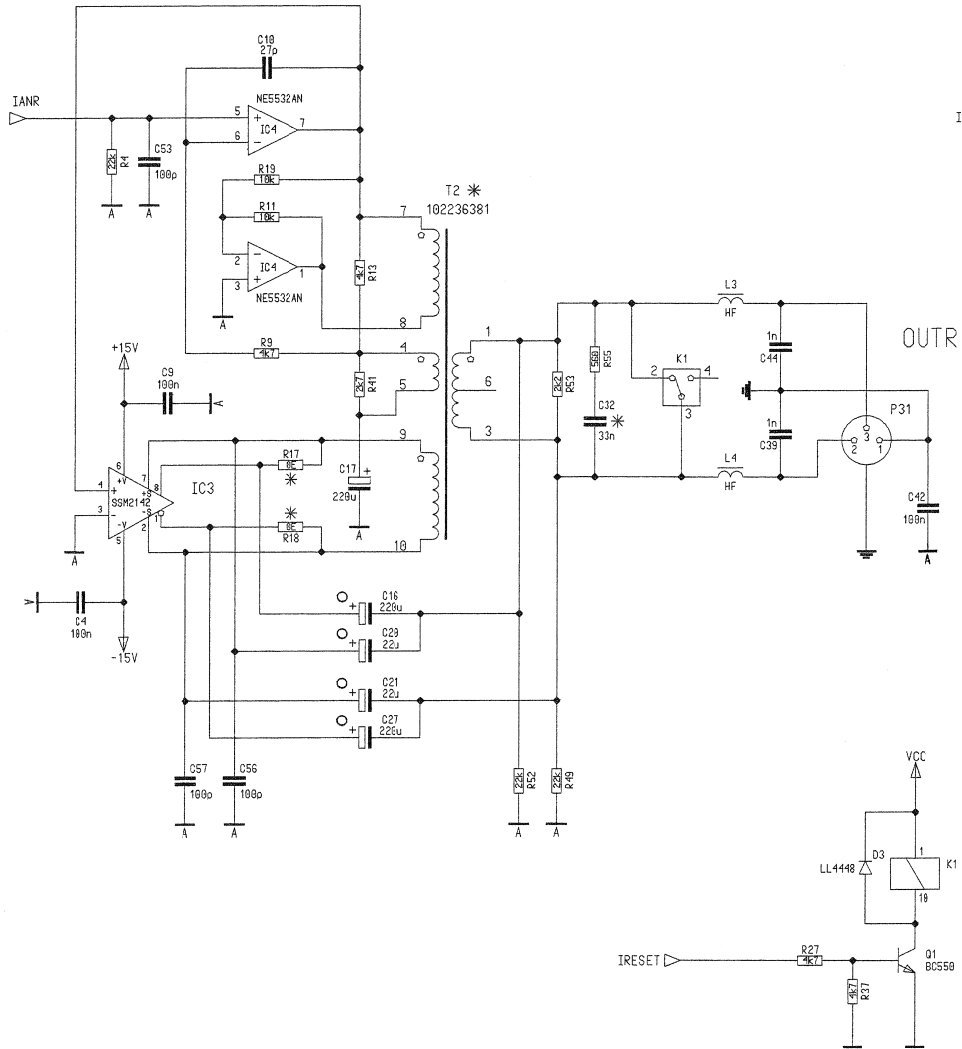 C10
27p
IANR
NE5532AN
5
+
IC4
7
6
−
22k
R4
C53
100p
A
A
R19
10k
R11
10k
T2 *
102236381
7
2
−
IC4
1
3
+
NE5532AN
A
4k7
R13
8
L3
HF
1
R9
4k7
4
2k7
R41
5
6
3
2k2
R53
560
R55
C32
33n
*
K1
2
4
3
1n
C44
OUTR
P31
1n
C39
3
2
1
L4
HF
C42
100n
A
I
+15V
C9
100n
A
9
R17
0E
*
C17
+
220u
A
6
+V
7
+S
8
4
+
SSM2142
IC3
3
−
-S
1
-V
2
5
A
*
0E
R18
10
A
C4
100n
-15V
C16
220u
+
C20
22u
+
C21
22u
+
C27
220u
+
C57
100p
C56
100p
A
A
22k
R52
22k
R49
A
A
VCC
D3
LL4448
1
K1
10
IRESET
R27
4k7
Q1
BC550
4k7
R37